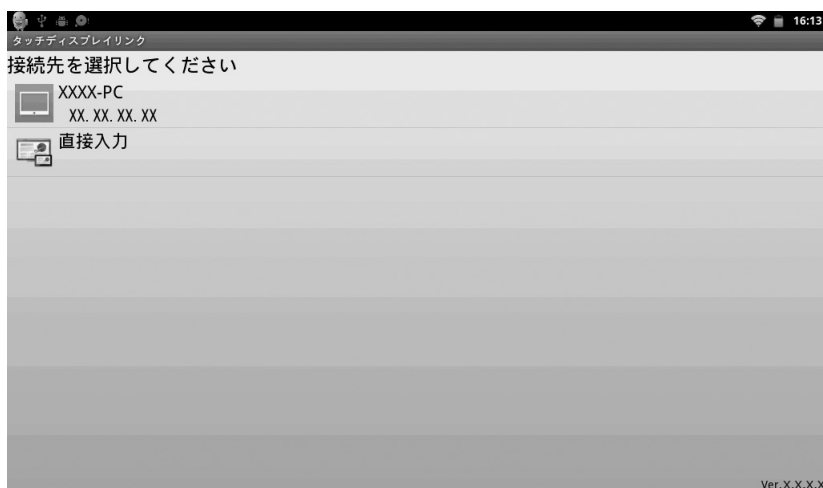 16:13
タッチディスプレイリンク
接続先を選択してください
XXXX-PC
XX. XX. XX. XX
直接入力
Ver.X.X.X.X